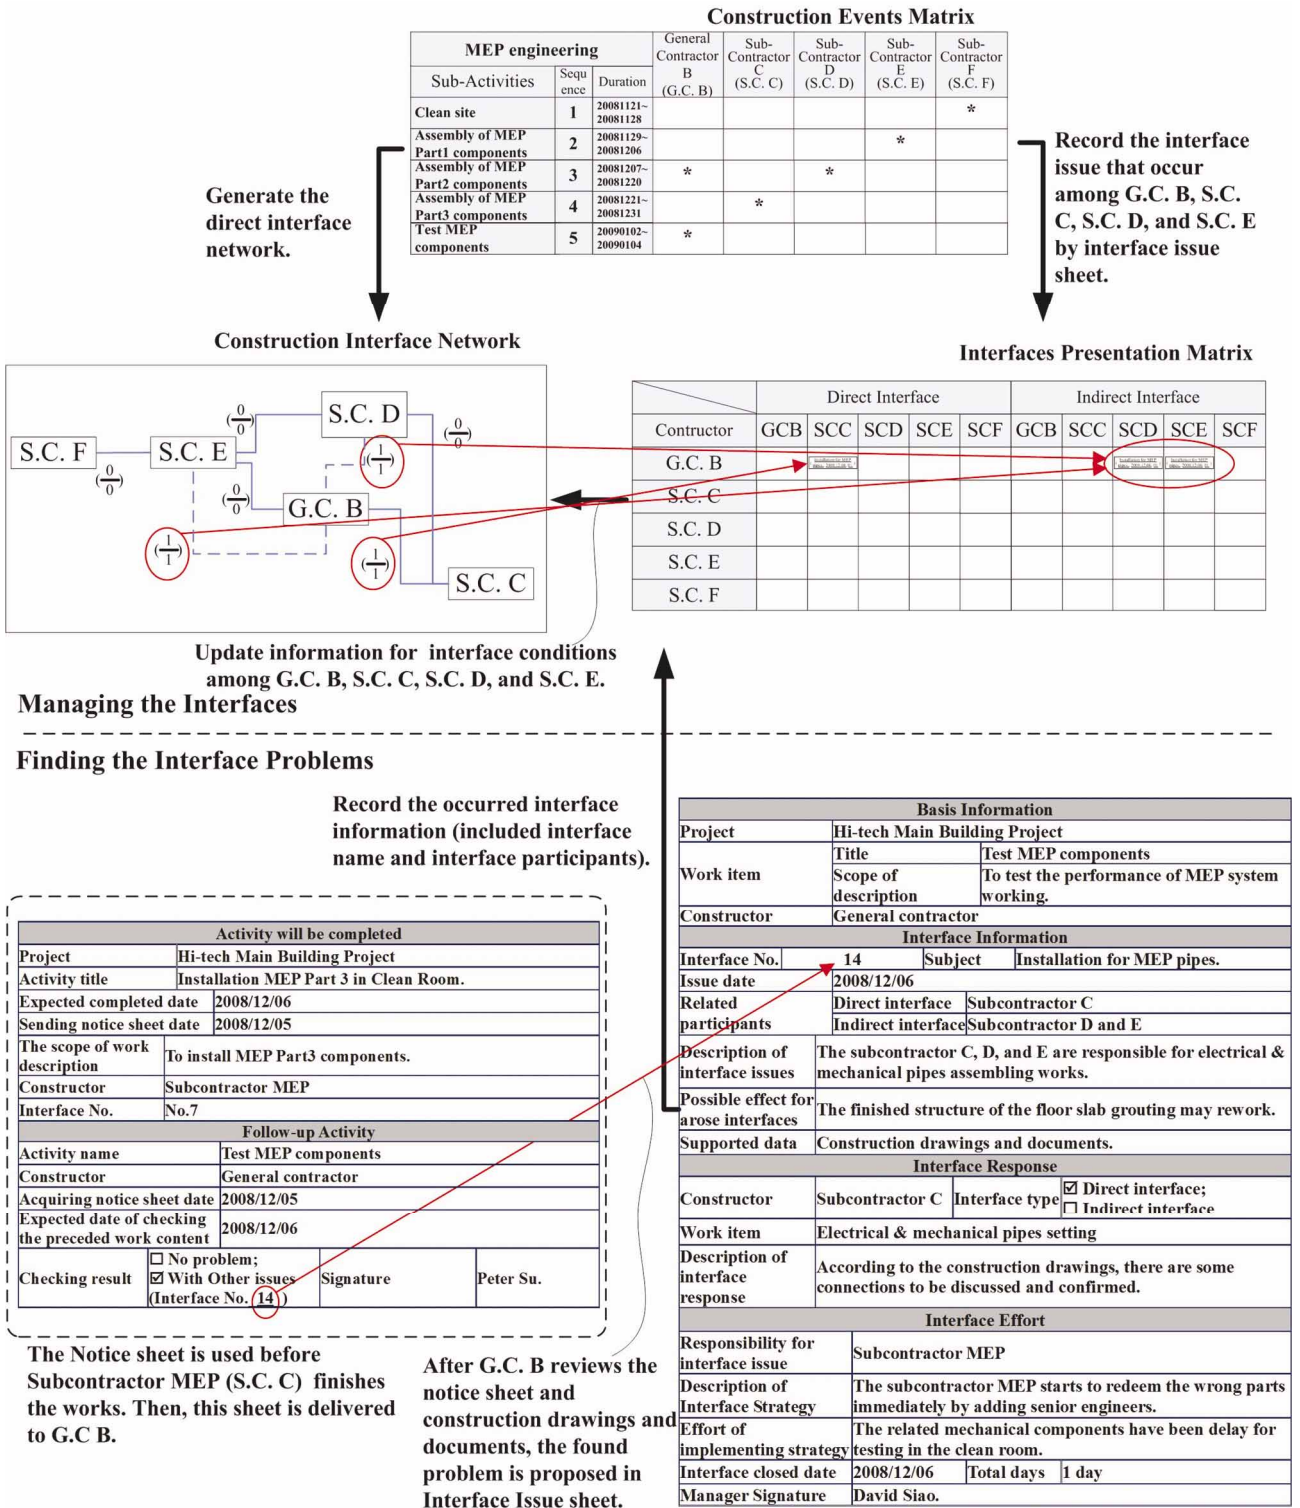 Construction Events Matrix
MEP engineering
General Contractor B (G.C. B)
Sub-Contractor C (S.C. C)
Sub-Contractor D (S.C. D)
Sub-Contractor E (S.C. E)
Sub-Contractor F (S.C. F)
Sub-Activities
Sequ
ence
Duration
Clean site 1 20081121~ 20081128 *
Assembly of MEP Part1 components 2 20081129~ 20081206 *
Assembly of MEP Part2 components 3 20081207~ 20081220 * *
Assembly of MEP Part3 components 4 20081221~ 20081231 *
Test MEP components 5 20090102~ 20090104 *
Generate the
direct interface
network.
Record the interface
issue that occur
among G.C. B, S.C.
C, S.C. D, and S.C. E
by interface issue
sheet.
Construction Interface Network
S.C. F
(0/0)
S.C. E
(0/0)
S.C. D
(0/0)
(1/1)
(0/0)
G.C. B
(1/1)
(1/1)
S.C. C
Interfaces Presentation Matrix
Direct Interface Indirect Interface
Contructor GCB SCC SCD SCE SCF GCB SCC SCD SCE SCF
G.C. B
S.C. C
S.C. D
S.C. E
S.C. F
Update information for interface conditions
among G.C. B, S.C. C, S.C. D, and S.C. E.
Managing the Interfaces
Finding the Interface Problems
Record the occurred interface
information (included interface
name and interface participants).
Activity will be completed
Project Hi-tech Main Building Project
Activity title Installation MEP Part 3 in Clean Room.
Expected completed date 2008/12/06
Sending notice sheet date 2008/12/05
The scope of work
description
To install MEP Part3 components.
Constructor Subcontractor MEP
Interface No. No.7
Follow-up Activity
Activity name Test MEP components
Constructor General contractor
Acquiring notice sheet date 2008/12/05
Expected date of checking
the preceded work content
2008/12/06
Checking result
☐ No problem;
☑ With Other issues
(Interface No. 14 )
Signature Peter Su.
The Notice sheet is used before
Subcontractor MEP (S.C. C) finishes
the works. Then, this sheet is delivered
to G.C B.
After G.C. B reviews the
notice sheet and
construction drawings and
documents, the found
problem is proposed in
Interface Issue sheet.
Basis Information
Project Hi-tech Main Building Project
Work item
Title Test MEP components
Scope of
description
To test the performance of MEP system
working.
Constructor General contractor
Interface Information
Interface No. 14 Subject Installation for MEP pipes.
Issue date 2008/12/06
Related
participants
Direct interface Subcontractor C
Indirect interface Subcontractor D and E
Description of
interface issues
The subcontractor C, D, and E are responsible for electrical &
mechanical pipes assembling works.
Possible effect for
arose interfaces
The finished structure of the floor slab grouting may rework.
Supported data Construction drawings and documents.
Interface Response
Constructor Subcontractor C Interface type
☑ Direct interface;
☐ Indirect interface
Work item Electrical & mechanical pipes setting
Description of
interface
response
According to the construction drawings, there are some
connections to be discussed and confirmed.
Interface Effort
Responsibility for
interface issue
Subcontractor MEP
Description of
Interface Strategy
The subcontractor MEP starts to redeem the wrong parts
immediately by adding senior engineers.
Effort of
implementing strategy
The related mechanical components have been delay for
testing in the clean room.
Interface closed date 2008/12/06 Total days 1 day
Manager Signature David Siao.